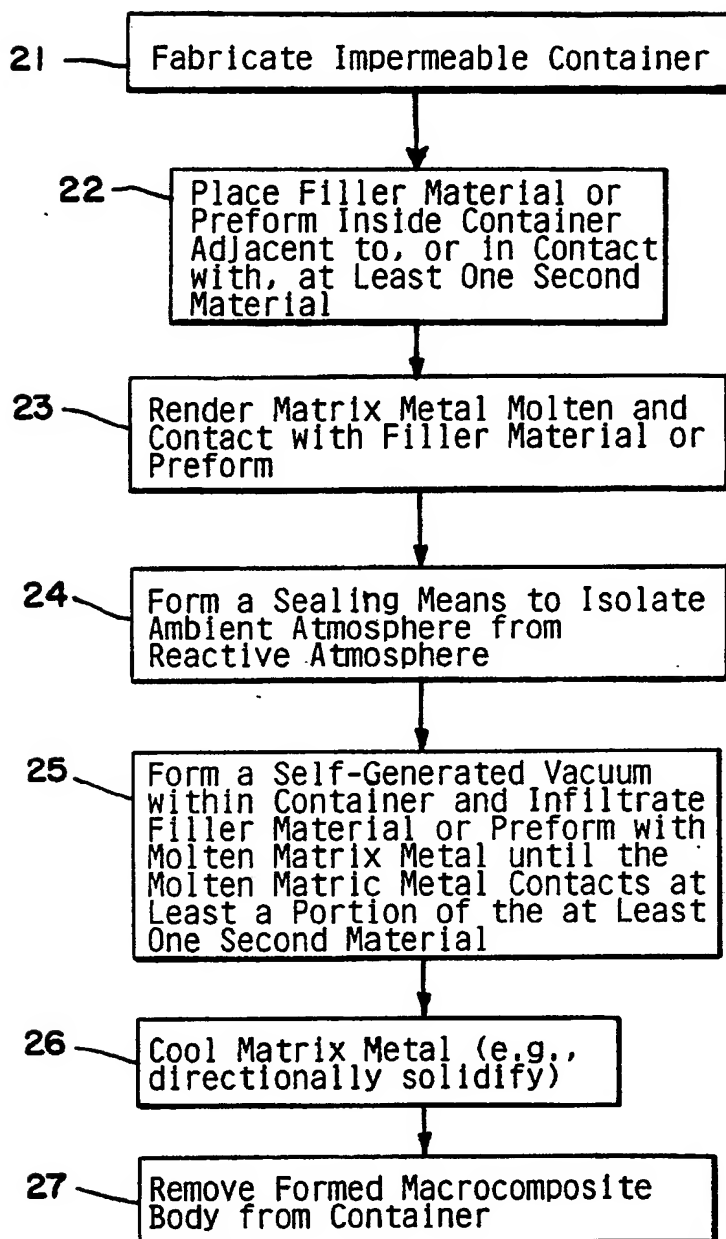 21
Fabricate Impermeable Container
22
Place Filler Material or
Preform Inside Container
Adjacent to, or in Contact
with, at Least One Second
Material
23
Render Matrix Metal Molten and
Contact with Filler Material or
Preform
24
Form a Sealing Means to Isolate
Ambient Atmosphere from
Reactive Atmosphere
25
Form a Self-Generated Vacuum
within Container and Infiltrate
Filler Material or Preform with
Molten Matrix Metal until the
Molten Matric Metal Contacts at
Least a Portion of the at Least
One Second Material
26
Cool Matrix Metal (e.g.,
directionally solidify)
27
Remove Formed Macrocomposite
Body from Container